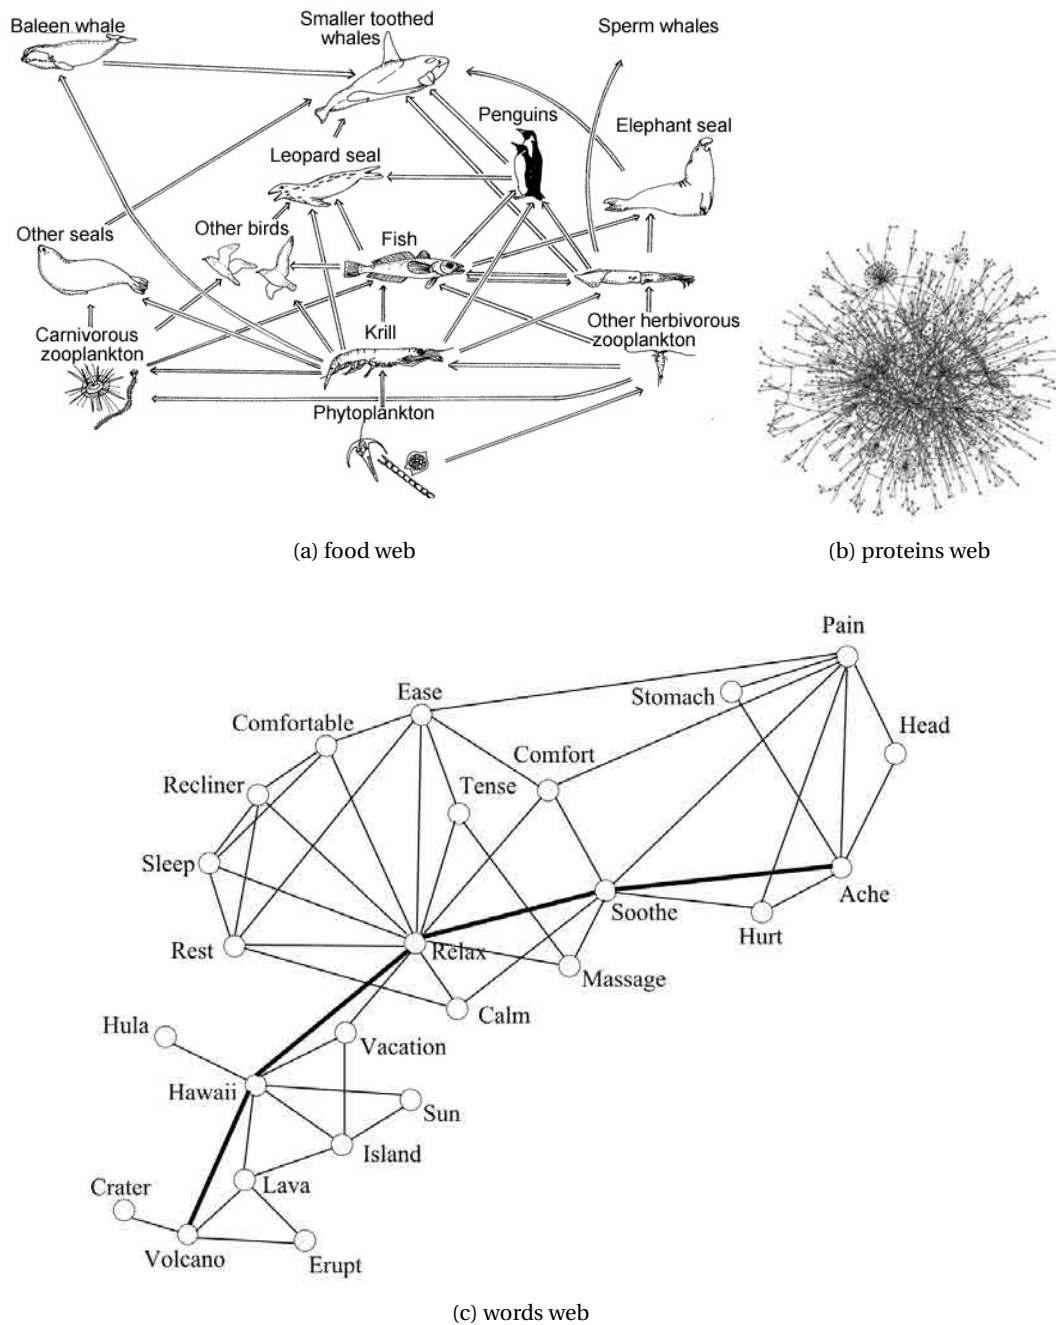 Baleen whale
Smaller toothed
whales
Sperm whales
Penguins
Elephant seal
Leopard seal
Other seals
Other birds
Fish
Carnivorous
zooplankton
Krill
Other herbivorous
zooplankton
Phytoplankton
(a) food web
(b) proteins web
Pain
Ease
Stomach
Comfortable
Head
Comfort
Recliner
Tense
Sleep
Ache
Soothe
Hurt
Rest
Relax
Massage
Calm
Hula
Vacation
Hawaii
Sun
Island
Crater
Lava
Volcano
Erupt
(c) words web